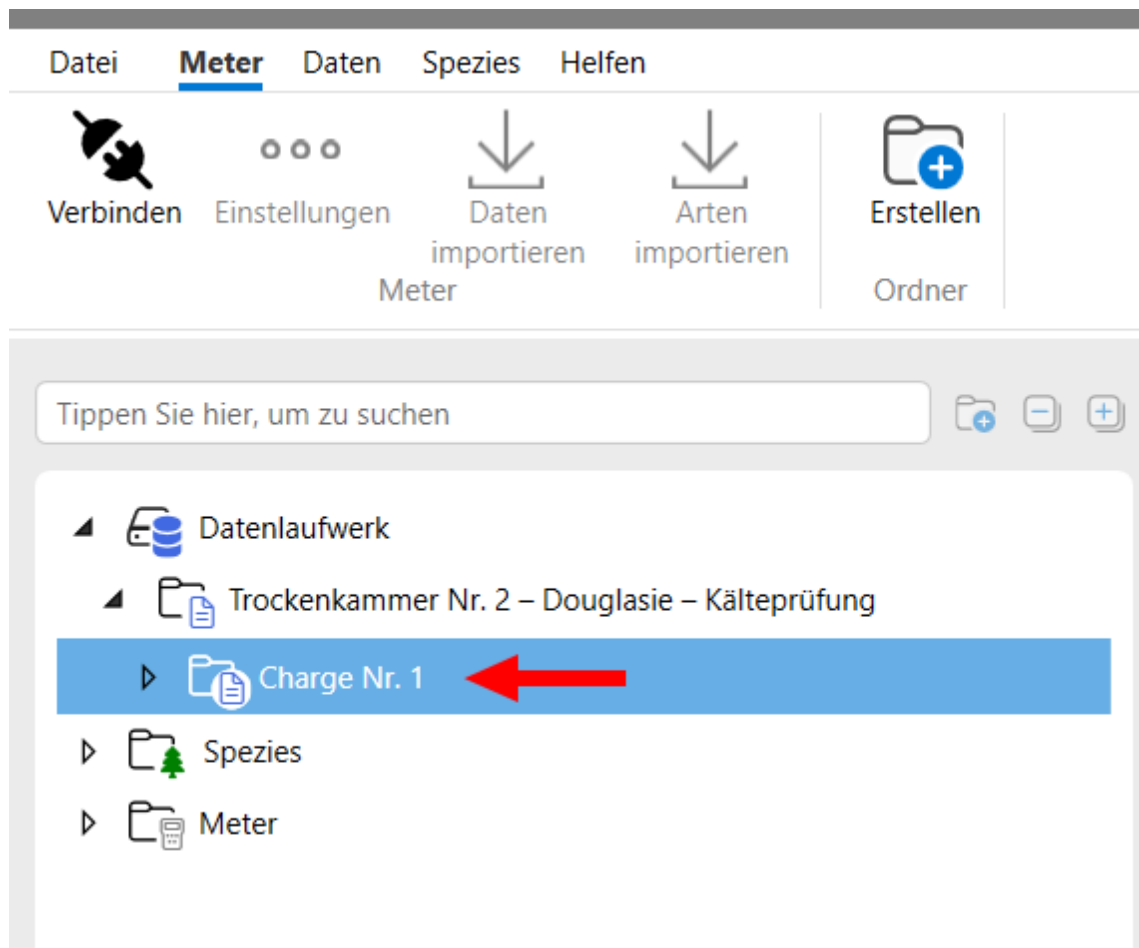 Datei Meter Daten Spezies Helfen
Verbinden Einstellungen Daten importieren Arten importieren Erstellen
Meter Ordner
Tippen Sie hier, um zu suchen
Datenlaufwerk
Trockenkammer Nr. 2 – Douglasie – Kälteprüfung
Charge Nr. 1
Spezies
Meter